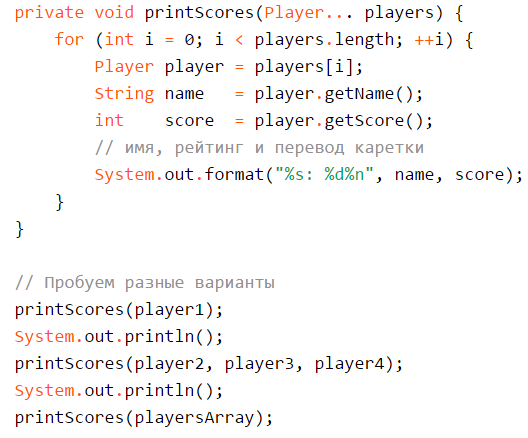 private void printScores(Player... players) {
    for (int i = 0; i < players.length; ++i) {
        Player player = players[i];
        String name   = player.getName();
        int    score  = player.getScore();
        // имя, рейтинг и перевод каретки
        System.out.format("%s: %d%n", name, score);
    }
}

// Пробуем разные варианты
printScores(player1);
System.out.println();
printScores(player2, player3, player4);
System.out.println();
printScores(playersArray);